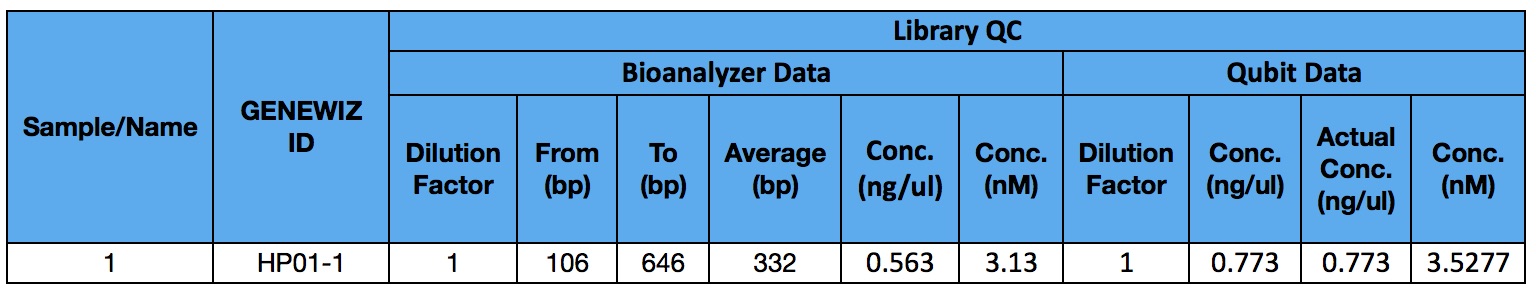 Library QC
Bioanalyzer Data Qubit Data
Sample/Name
GENEWIZ
ID
Dilution
Factor
From
(bp)
To
(bp)
Average
(bp)
Conc.
(ng/ul)
Conc.
(nM)
Dilution
Factor
Conc.
(ng/ul)
Actual
Conc.
(ng/ul)
Conc.
(nM)
1 HP01-1 1 106 646 332 0.563 3.13 1 0.773 0.773 3.5277